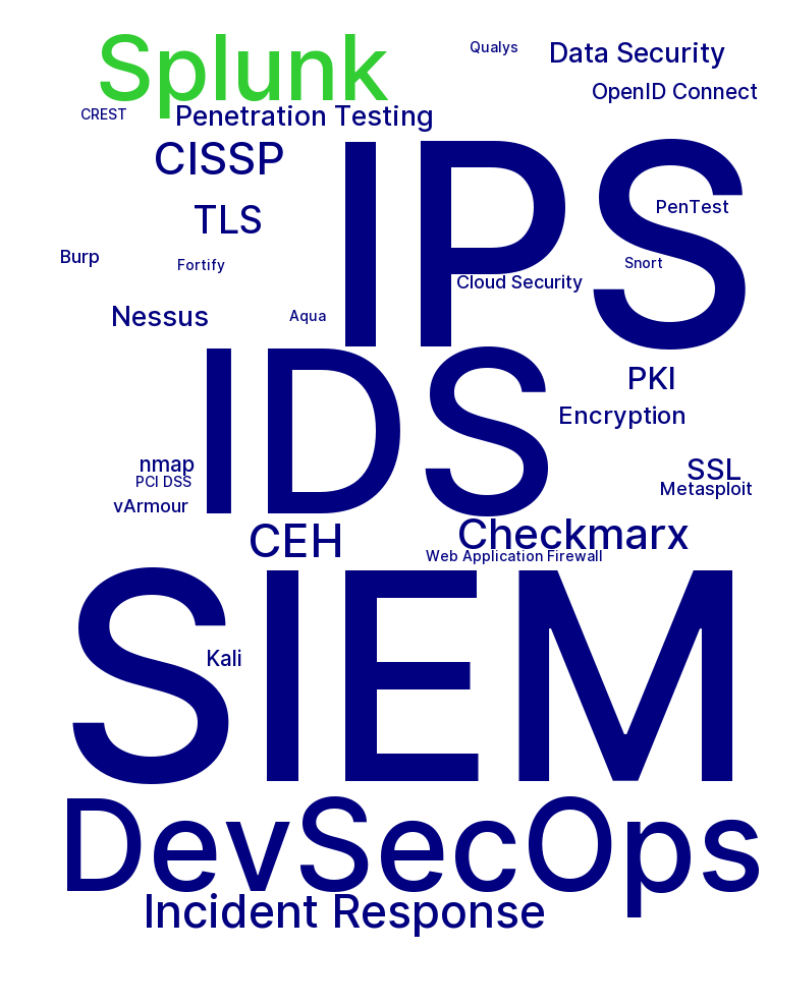 Splunk
Qualys
Data Security
OpenID Connect
CREST
Penetration Testing
CISSP
IPS
TLS
PenTest
Burp
Fortify
Snort
Cloud Security
Nessus
Aqua
IDS
PKI
Encryption
nmap
SSL
PCI DSS
Metasploit
vArmour
CEH
Checkmarx
Web Application Firewall
SIEM
Kali
DevSecOps
Incident Response